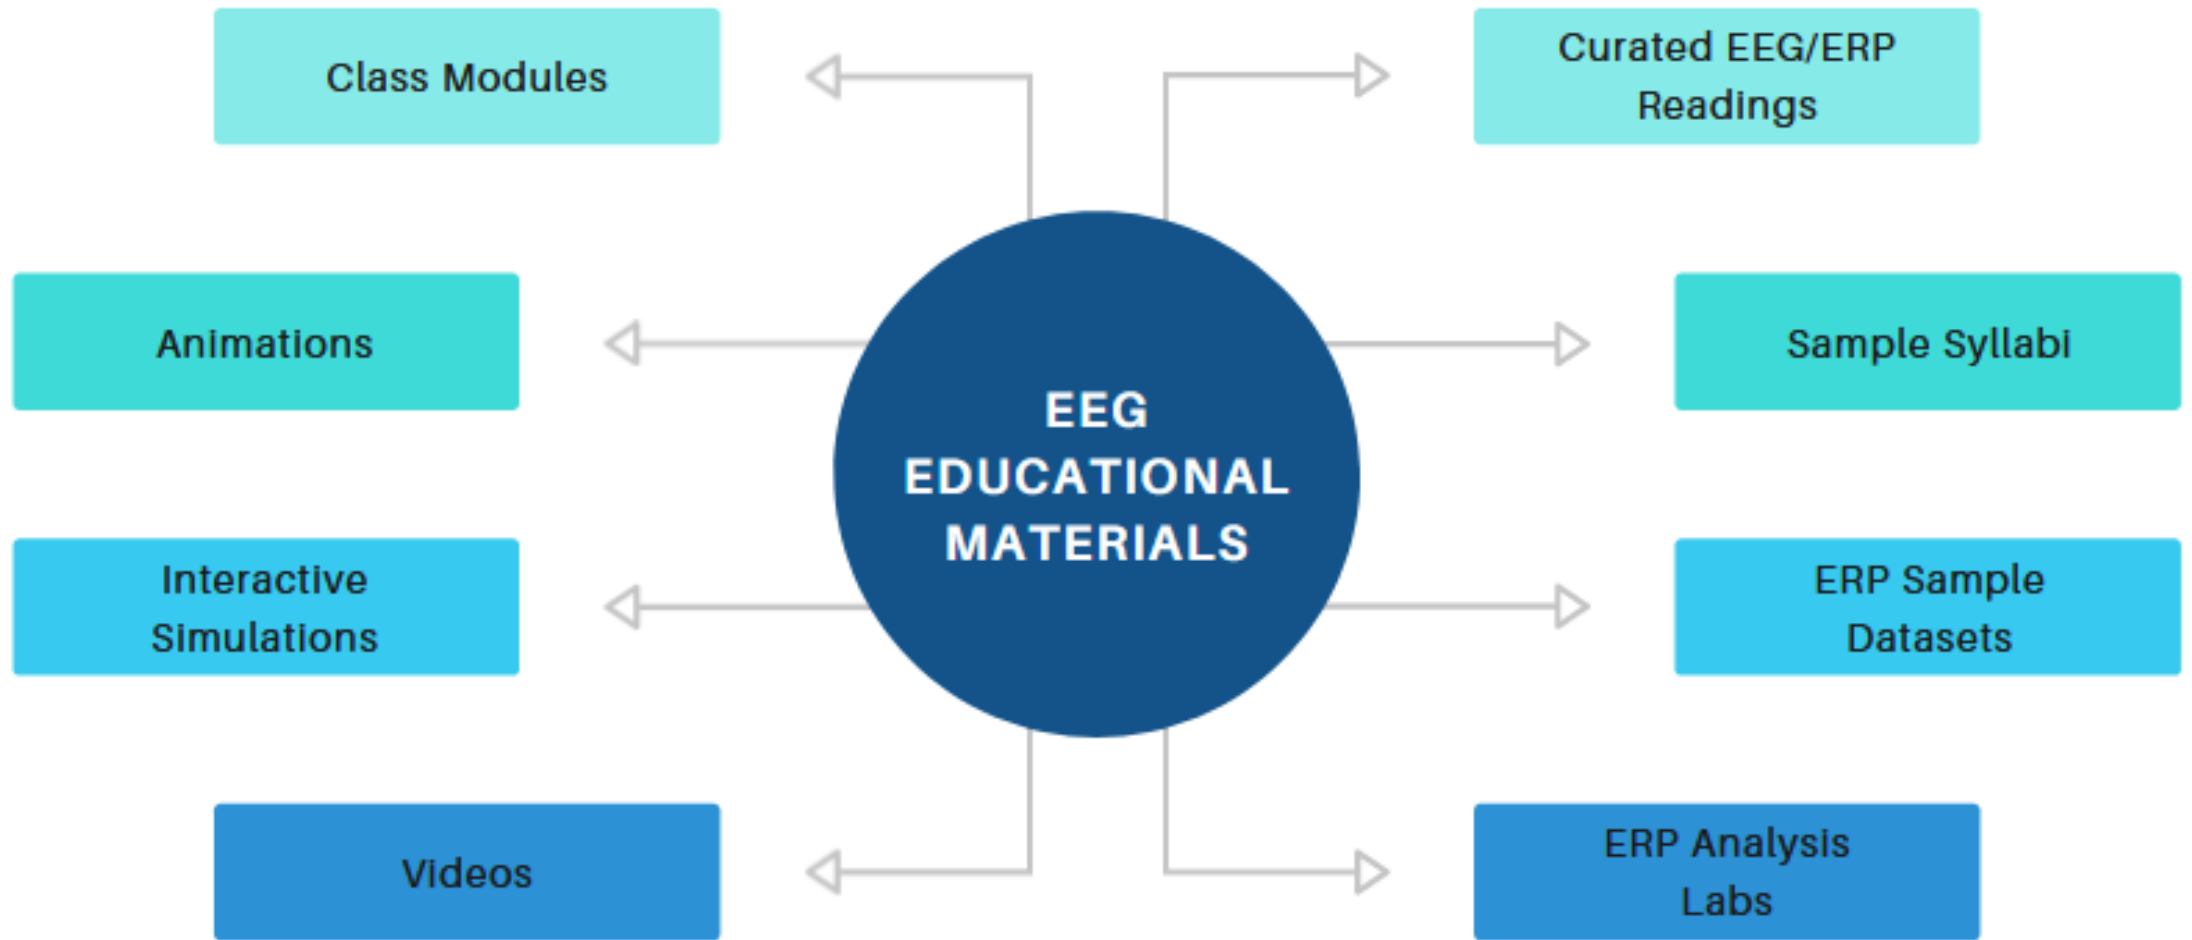 Class Modules
Curated EEG/ERP
Readings
Animations
Sample Syllabi
EEG
EDUCATIONAL
MATERIALS
Interactive
Simulations
ERP Sample
Datasets
Videos
ERP Analysis
Labs